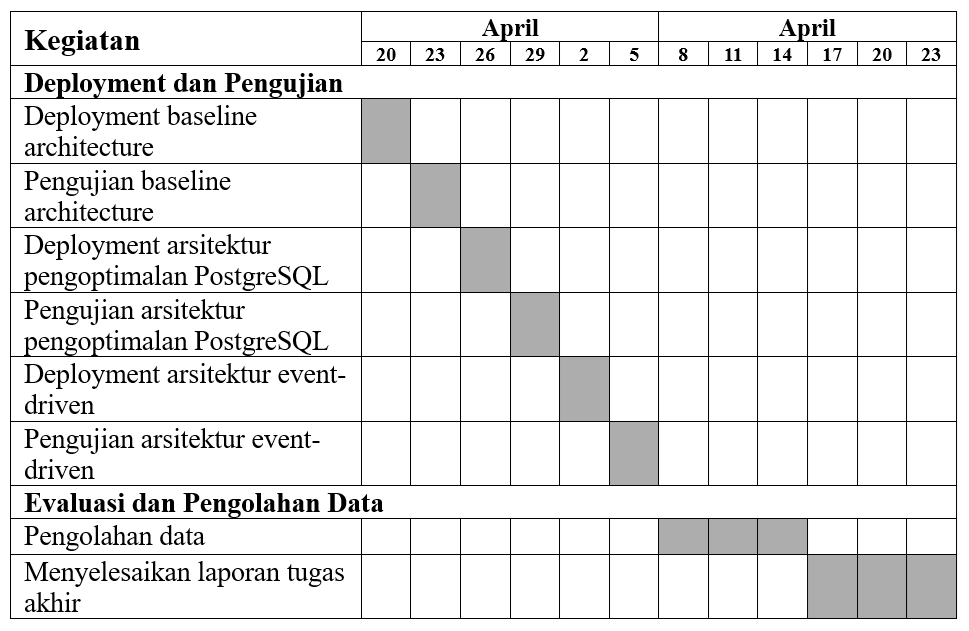 Kegiatan
April April
20 23 26 29 2 5 8 11 14 17 20 23
Deployment dan Pengujian
Deployment baseline
architecture
Pengujian baseline
architecture
Deployment arsitektur
pengoptimalan PostgreSQL
Pengujian arsitektur
pengoptimalan PostgreSQL
Deployment arsitektur event-
driven
Pengujian arsitektur event-
driven
Evaluasi dan Pengolahan Data
Pengolahan data
Menyelesaikan laporan tugas
akhir